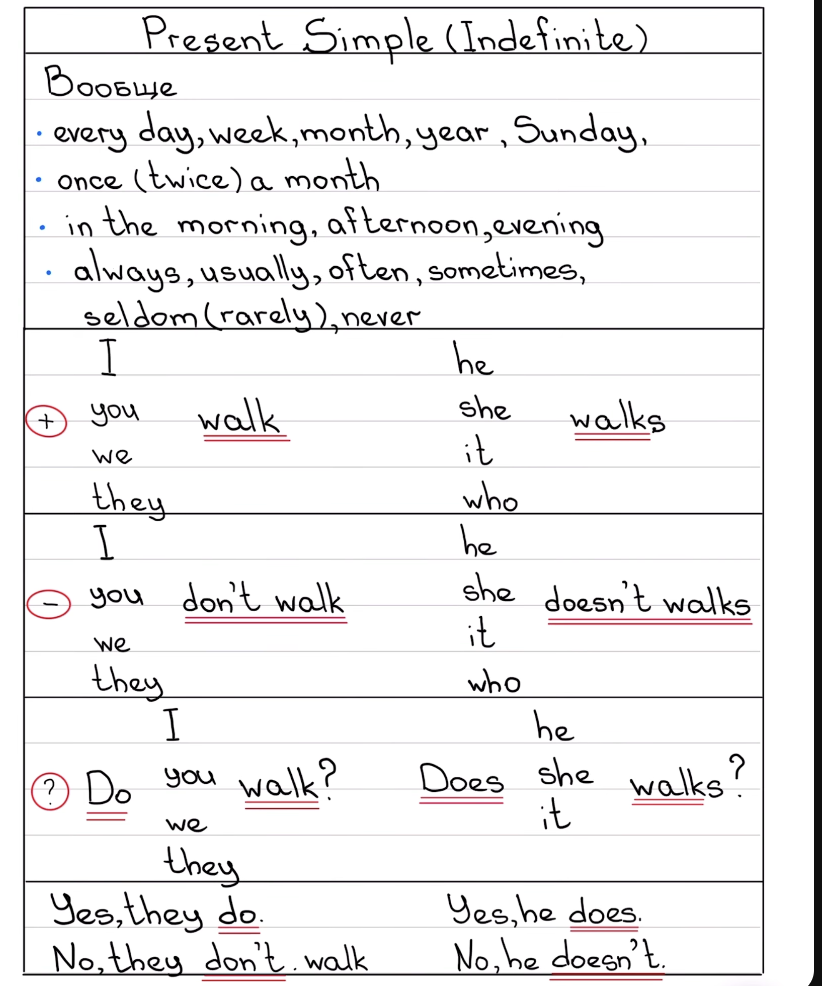 Present Simple (Indefinite)
Вообще
• every day, week, month, year, Sunday,
• once (twice) a month
• in the morning, afternoon, evening
• always, usually, often, sometimes,
seldom (rarely), never
I he
+ you walk she walks
we it
they who
I he
- you don't walk she doesn't walks
we it
they who
I he
? Do you walk? Does she walks?
we it
they
Yes, they do. Yes, he does.
No, they don't. walk No, he doesn't.